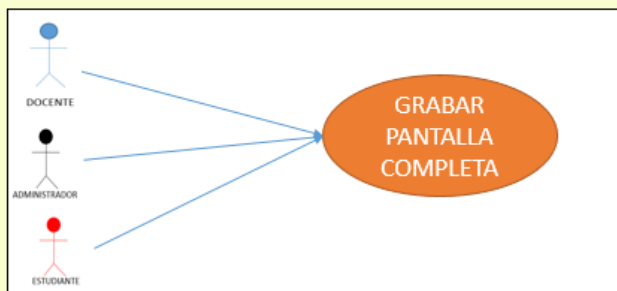 DOCENTE
ADMINISTRADOR
ESTUDIANTE
GRABAR
PANTALLA
COMPLETA